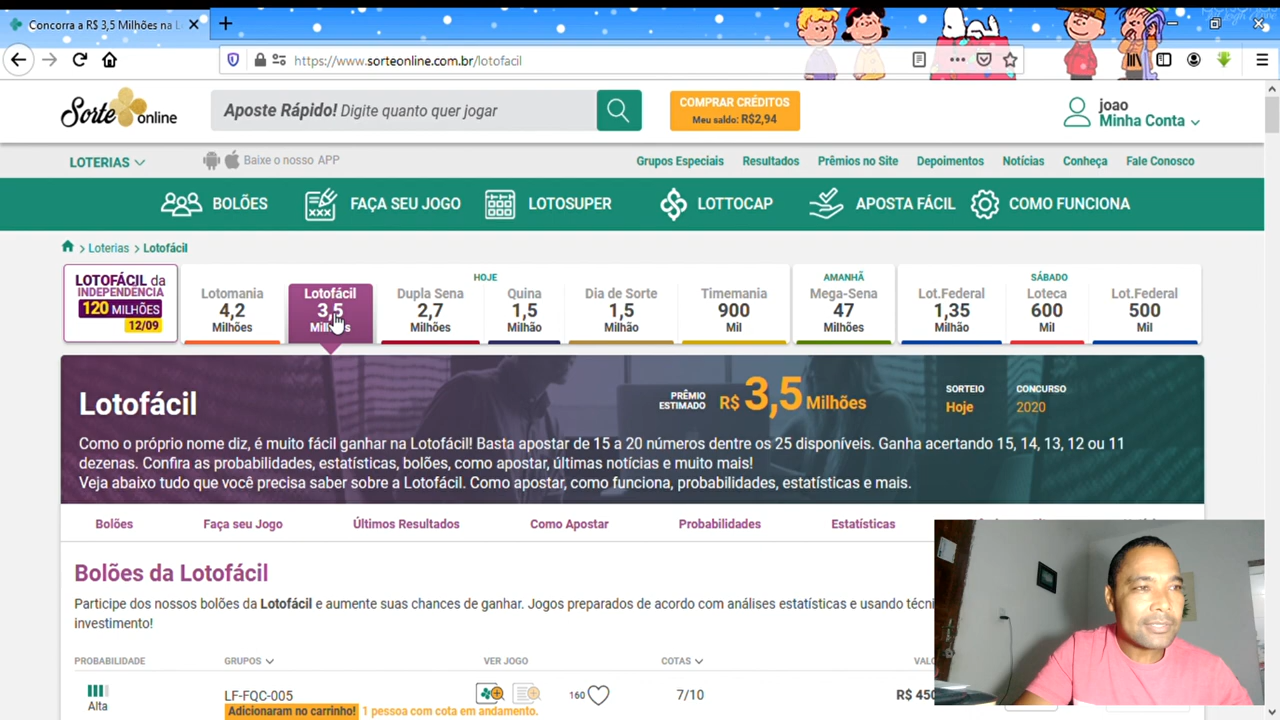 Concorra a R$ 3,5 Milhões na L
https://www.sorteonline.com.br/lotofacil
Sorte online
Aposte Rápido! Digite quanto quer jogar
COMPRAR CRÉDITOS
Meu saldo: R$2,94
joao
Minha Conta
LOTERIAS
Baixe o nosso APP
Grupos Especiais
Resultados
Prêmios no Site
Depoimentos
Notícias
Conheça
Fale Conosco
BOLÕES
FAÇA SEU JOGO
LOTOSUPER
LOTTOCAP
APOSTA FÁCIL
COMO FUNCIONA
> Loterias > Lotofácil
LOTOFÁCIL da
INDEPENDÊNCIA
120 MILHÕES
12/09
HOJE
Lotomania
4,2
Milhões
Lotofácil
3,5
Milhões
Dupla Sena
2,7
Milhões
Quina
1,5
Milhão
Dia de Sorte
1,5
Milhão
Timemania
900
Mil
AMANHÃ
Mega-Sena
47
Milhões
SÁBADO
Lot.Federal
1,35
Milhão
Loteca
600
Mil
Lot.Federal
500
Mil
Lotofácil
PRÊMIO
ESTIMADO
R$ 3,5 Milhões
SORTEIO
Hoje
CONCURSO
2020
Como o próprio nome diz, é muito fácil ganhar na Lotofácil! Basta apostar de 15 a 20 números dentre os 25 disponíveis. Ganha acertando 15, 14, 13, 12 ou 11
dezenas. Confira as probabilidades, estatísticas, bolões, como apostar, últimas notícias e muito mais!
Veja abaixo tudo que você precisa saber sobre a Lotofácil. Como apostar, como funciona, probabilidades, estatísticas e mais.
Bolões
Faça seu Jogo
Últimos Resultados
Como Apostar
Probabilidades
Estatísticas
Bolões da Lotofácil
Participe dos nossos bolões da Lotofácil e aumente suas chances de ganhar. Jogos preparados de acordo com análises estatísticas e usando técni
investimento!
PROBABILIDADE
GRUPOS
VER JOGO
COTAS
VALO
Alta
LF-FQC-005
Adicionaram no carrinho! 1 pessoa com cota em andamento.
160
7/10
R$ 450